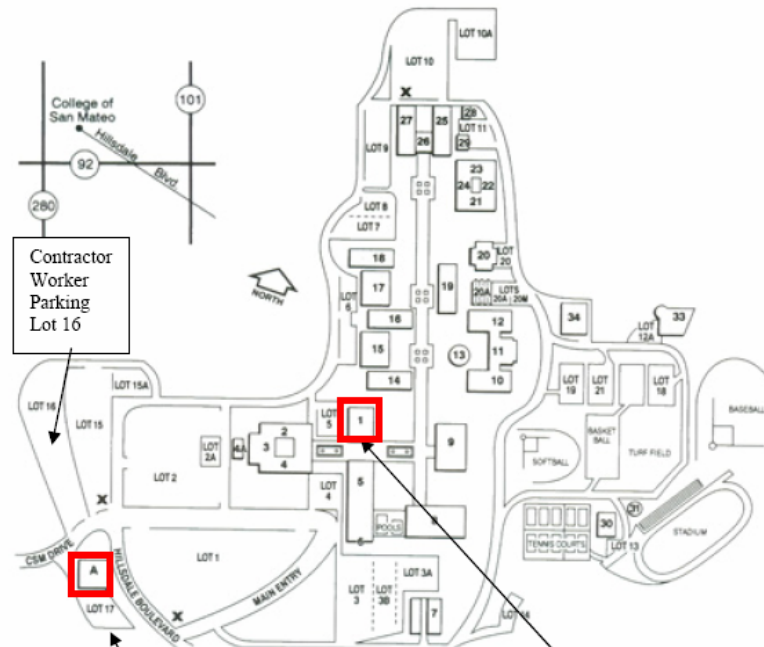 LOT 10A
LOT 10
X
College of
San Mateo
101
Hillsdale
Blvd.
92
280
27
25
26
28
LOT 11
29
LOT 9
23
24
22
21
LOT 8
LOT 7
Contractor
Worker
Parking
Lot 16
NORTH
18
17
LOT
6
16
15
14
19
20
LOT
20
20A
LOTS
20A 20M
12
11
10
13
34
33
LOT
12A
LOT
19
LOT
21
LOT
18
BASEBALL
BASKET
BALL
TURF FIELD
SOFTBALL
LOT 16
LOT 15A
LOT 15
LOT
5
1
2
3
4
LOT
2A
LOT 2
9
5
LOT
4
6
POOLS
8
X
CSM DRIVE
A
LOT 17
HILLSDALE BOULEVARD
LOT 1
MAIN ENTRY
X
LOT
3
LOT
3B
LOT 3A
7
TENNIS COURTS
30
31
LOT 13
STADIUM